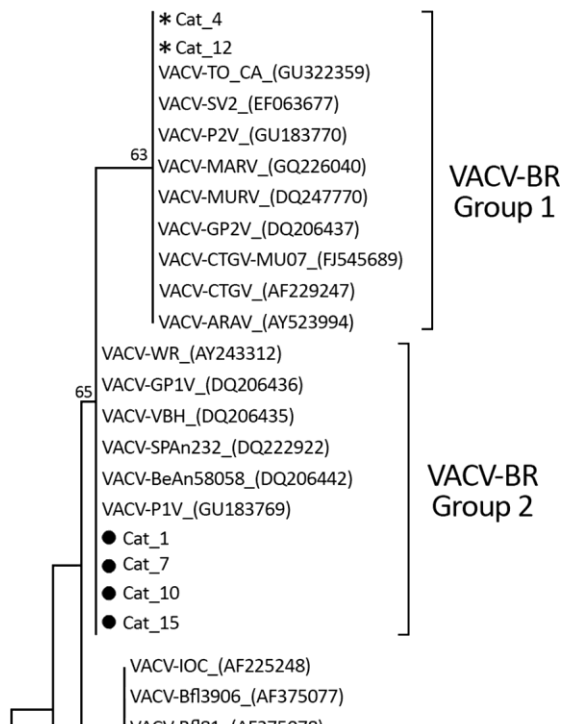 * Cat_4
* Cat_12
VACV-TO_CA_(GU322359)
VACV-SV2_(EF063677)
VACV-P2V_(GU183770)
63
VACV-MARV_(GQ226040)
VACV-MURV_(DQ247770)
VACV-GP2V_(DQ206437)
VACV-CTGV-MU07_(FJ545689)
VACV-CTGV_(AF229247)
VACV-ARAV_(AY523994)
VACV-BR
Group 1
VACV-WR_(AY243312)
VACV-GP1V_(DQ206436)
65
VACV-VBH_(DQ206435)
VACV-SPAn232_(DQ222922)
VACV-BeAn58058_(DQ206442)
VACV-P1V_(GU183769)
● Cat_1
● Cat_7
● Cat_10
● Cat_15
VACV-BR
Group 2
VACV-IOC_(AF225248)
VACV-Bfl3906_(AF375077)